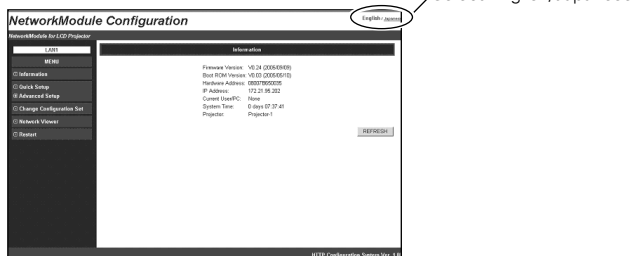 NetworkModule Configuration
English / Japanese
NetworkModule for LCD Projector
LAN1
MENU
Information
Quick Setup
Advanced Setup
Change Configuration Set
Network Viewer
Restart
Information
Firmware Version: V0.24 (2005/09/09)
Boot ROM Version: V0.03 (2005/05/10)
Hardware Address: 080078650035
IP Address: 172.21.95.202
Current User/PC: None
System Time: 0 days 07:37:41
Projector: Projector-1
REFRESH
HTTP Configuration System Ver. 1.0